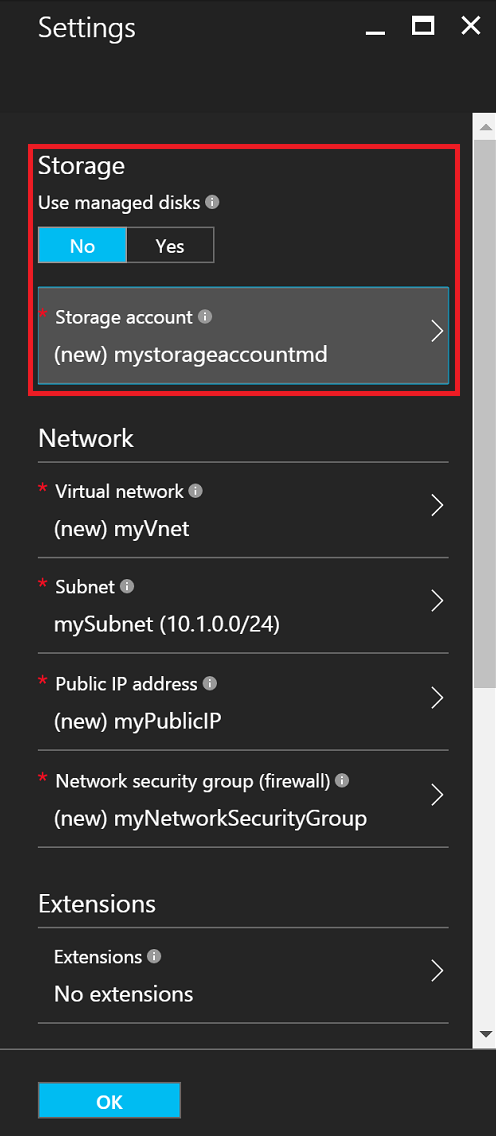 Settings
Storage
Use managed disks
No Yes
* Storage account
(new) mystorageaccountmd
Network
* Virtual network
(new) myVnet
* Subnet
mySubnet (10.1.0.0/24)
* Public IP address
(new) myPublicIP
* Network security group (firewall)
(new) myNetworkSecurityGroup
Extensions
Extensions
No extensions
OK